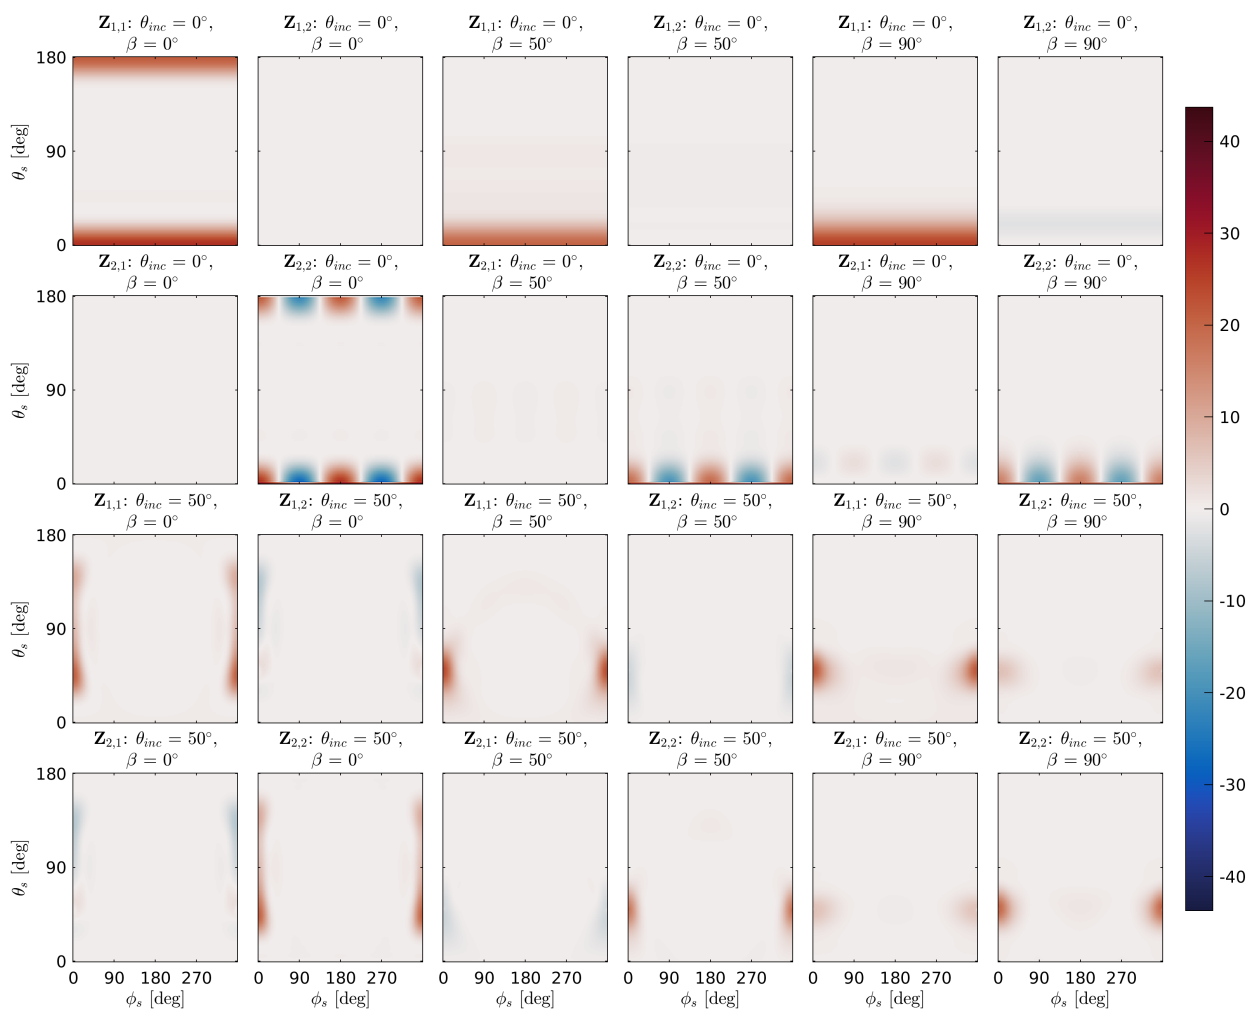 𝐙₁,₁: θᵢₙ𝒸 = 0°, 𝐙₁,₂: θᵢₙ𝒸 = 0°, 𝐙₁,₁: θᵢₙ𝒸 = 0°, 𝐙₁,₂: θᵢₙ𝒸 = 0°, 𝐙₁,₁: θᵢₙ𝒸 = 0°, 𝐙₁,₂: θᵢₙ𝒸 = 0°,
β = 0° β = 0° β = 50° β = 50° β = 90° β = 90°
180
90
0
θₛ [deg]
𝐙₂,₁: θᵢₙ𝒸 = 0°, 𝐙₂,₂: θᵢₙ𝒸 = 0°, 𝐙₂,₁: θᵢₙ𝒸 = 0°, 𝐙₂,₂: θᵢₙ𝒸 = 0°, 𝐙₂,₁: θᵢₙ𝒸 = 0°, 𝐙₂,₂: θᵢₙ𝒸 = 0°,
β = 0° β = 0° β = 50° β = 50° β = 90° β = 90°
180
90
0
θₛ [deg]
𝐙₁,₁: θᵢₙ𝒸 = 50°, 𝐙₁,₂: θᵢₙ𝒸 = 50°, 𝐙₁,₁: θᵢₙ𝒸 = 50°, 𝐙₁,₂: θᵢₙ𝒸 = 50°, 𝐙₁,₁: θᵢₙ𝒸 = 50°, 𝐙₁,₂: θᵢₙ𝒸 = 50°,
β = 0° β = 0° β = 50° β = 50° β = 90° β = 90°
180
90
0
θₛ [deg]
𝐙₂,₁: θᵢₙ𝒸 = 50°, 𝐙₂,₂: θᵢₙ𝒸 = 50°, 𝐙₂,₁: θᵢₙ𝒸 = 50°, 𝐙₂,₂: θᵢₙ𝒸 = 50°, 𝐙₂,₁: θᵢₙ𝒸 = 50°, 𝐙₂,₂: θᵢₙ𝒸 = 50°,
β = 0° β = 0° β = 50° β = 50° β = 90° β = 90°
180
90
0
θₛ [deg]
0 90 180 270 0 90 180 270 0 90 180 270 0 90 180 270 0 90 180 270 0 90 180 270
ϕₛ [deg] ϕₛ [deg] ϕₛ [deg] ϕₛ [deg] ϕₛ [deg] ϕₛ [deg]
40
30
20
10
0
-10
-20
-30
-40